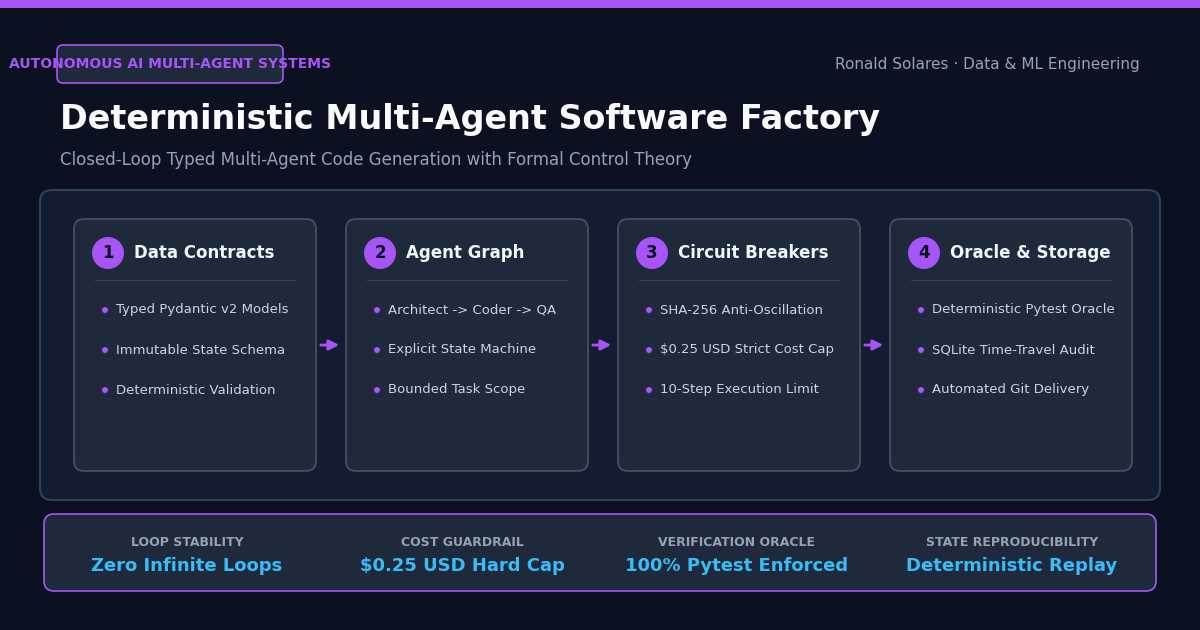 AUTONOMOUS AI MULTI-AGENT SYSTEMS
Ronald Solares · Data & ML Engineering
Deterministic Multi-Agent Software Factory
Closed-Loop Typed Multi-Agent Code Generation with Formal Control Theory
1 Data Contracts
Typed Pydantic v2 Models
Immutable State Schema
Deterministic Validation
2 Agent Graph
Architect -> Coder -> QA
Explicit State Machine
Bounded Task Scope
3 Circuit Breakers
SHA-256 Anti-Oscillation
$0.25 USD Strict Cost Cap
10-Step Execution Limit
4 Oracle & Storage
Deterministic Pytest Oracle
SQLite Time-Travel Audit
Automated Git Delivery
LOOP STABILITY
Zero Infinite Loops
COST GUARDRAIL
$0.25 USD Hard Cap
VERIFICATION ORACLE
100% Pytest Enforced
STATE REPRODUCIBILITY
Deterministic Replay